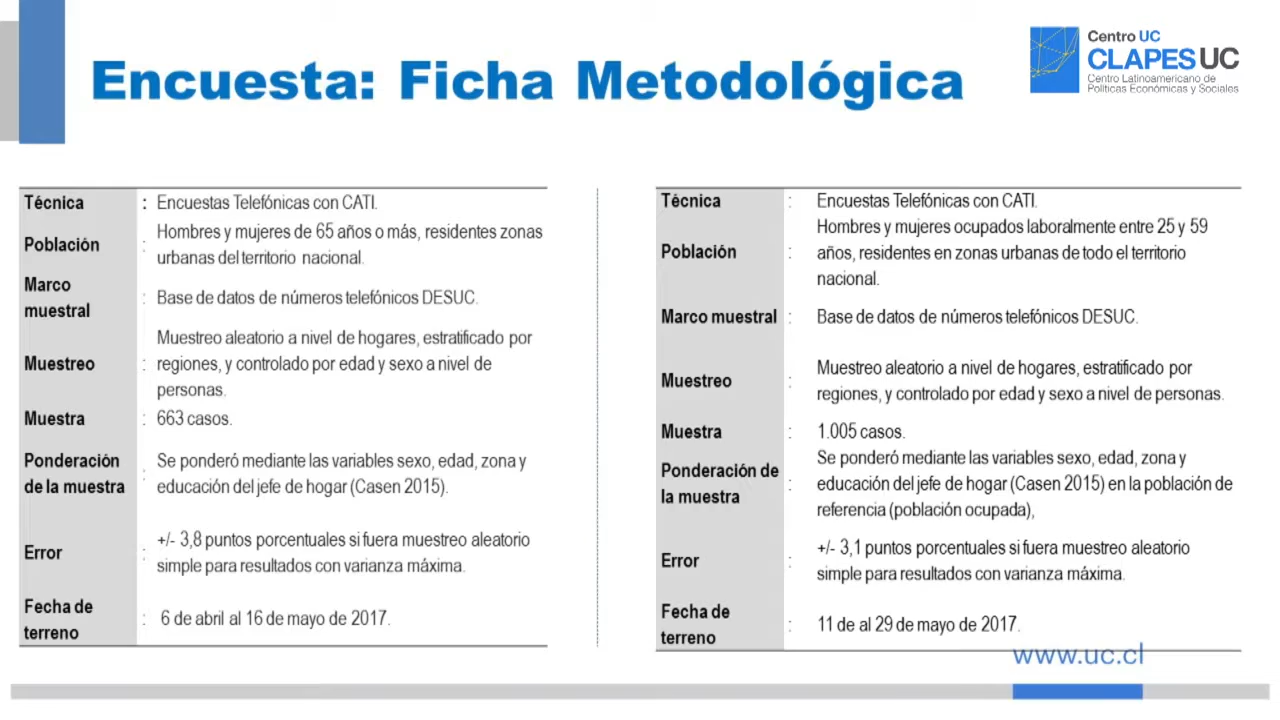 Encuesta: Ficha Metodológica
Centro UC
CLAPES UC
Centro Latinoamericano de
Políticas Económicas y Sociales
Técnica : Encuestas Telefónicas con CATI.
Población : Hombres y mujeres de 65 años o más, residentes zonas
urbanas del territorio nacional.
Marco
muestral : Base de datos de números telefónicos DESUC.
Muestreo : Muestreo aleatorio a nivel de hogares, estratificado por
regiones, y controlado por edad y sexo a nivel de
personas.
Muestra : 663 casos.
Ponderación
de la muestra : Se ponderó mediante las variables sexo, edad, zona y
educación del jefe de hogar (Casen 2015).
Error : +/- 3,8 puntos porcentuales si fuera muestreo aleatorio
simple para resultados con varianza máxima.
Fecha de
terreno : 6 de abril al 16 de mayo de 2017.
Técnica : Encuestas Telefónicas con CATI.
Población : Hombres y mujeres ocupados laboralmente entre 25 y 59
años, residentes en zonas urbanas de todo el territorio
nacional.
Marco muestral : Base de datos de números telefónicos DESUC.
Muestreo : Muestreo aleatorio a nivel de hogares, estratificado por
regiones, y controlado por edad y sexo a nivel de personas.
Muestra : 1.005 casos.
Ponderación de
la muestra : Se ponderó mediante las variables sexo, edad, zona y
educación del jefe de hogar (Casen 2015) en la población de
referencia (población ocupada),
Error : +/- 3,1 puntos porcentuales si fuera muestreo aleatorio
simple para resultados con varianza máxima.
Fecha de
terreno : 11 de al 29 de mayo de 2017.
www.uc.cl